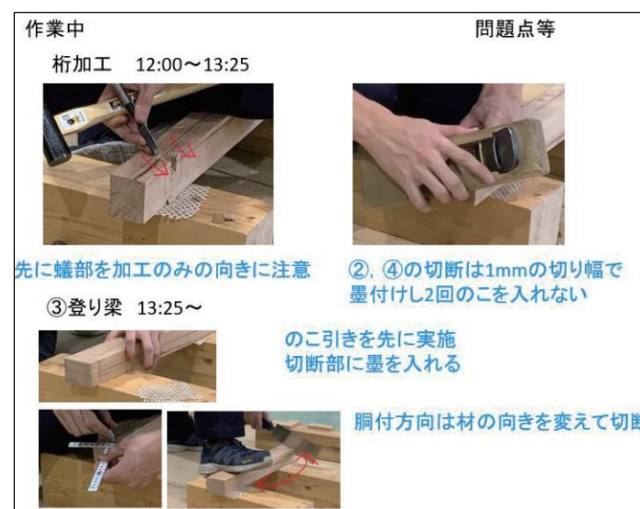 作業中
問題点等
桁加工 12:00～13:25
先に蟻部を加工のみの向きに注意
②, ④の切断は1mmの切り幅で
墨付けし2回のこを入れない
③登り梁 13:25～
のこ引きを先に実施
切断部に墨を入れる
胴付方向は材の向きを変えて切断